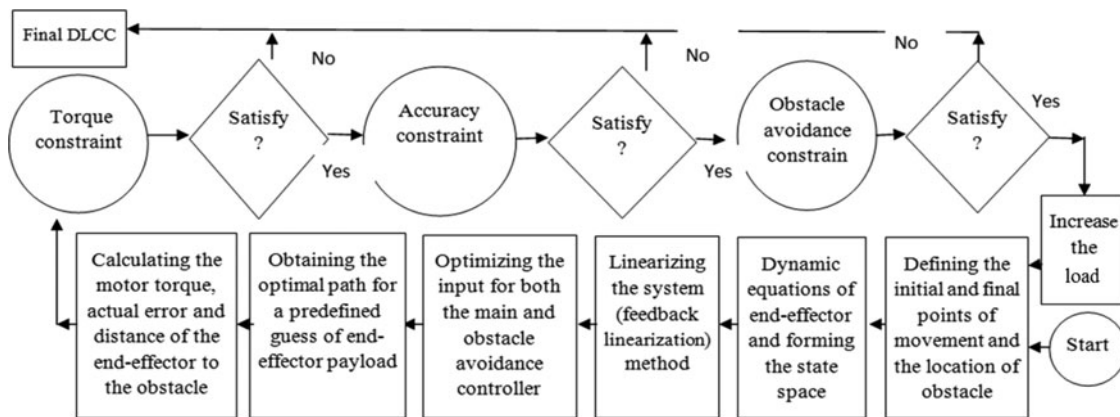 Final DLCC
No
No
No
Torque
constraint
Satisfy
?
Yes
Accuracy
constraint
Satisfy
?
Yes
Obstacle
avoidance
constrain
Satisfy
?
Yes
Increase
the
load
Calculating the
motor torque,
actual error and
distance of the
end-effector to
the obstacle
Obtaining the
optimal path for
a predefined
guess of end-
effector payload
Optimizing the
input for both
the main and
obstacle
avoidance
controller
Linearizing
the system
(feedback
linearization)
method
Dynamic
equations of
end-effector
and forming
the state
space
Defining the
initial and final
points of
movement and
the location of
obstacle
Start